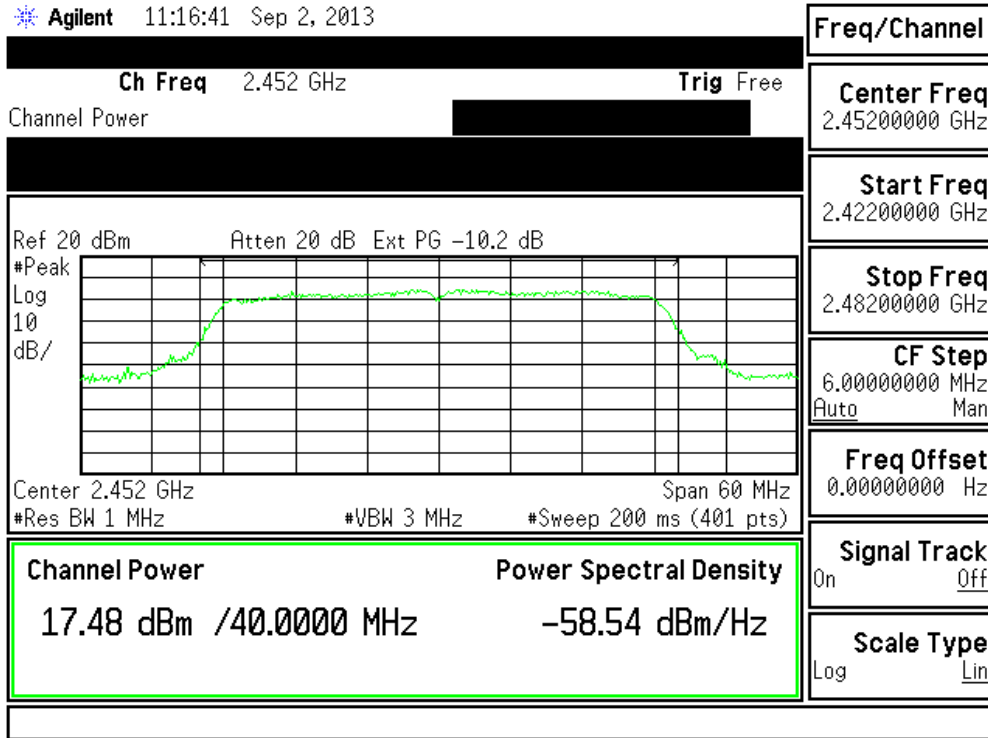 Agilent 11:16:41 Sep 2, 2013
Freq/Channel
Ch Freq 2.452 GHz Trig Free
Channel Power
Center Freq
2.45200000 GHz
Start Freq
2.42200000 GHz
Stop Freq
2.48200000 GHz
CF Step
6.00000000 MHz
Auto Man
Freq Offset
0.00000000 Hz
Signal Track
On Off
Scale Type
Log Lin
Ref 20 dBm Atten 20 dB Ext PG -10.2 dB
#Peak
Log
10
dB/
Center 2.452 GHz Span 60 MHz
#Res BW 1 MHz #VBW 3 MHz #Sweep 200 ms (401 pts)
Channel Power Power Spectral Density
17.48 dBm /40.0000 MHz -58.54 dBm/Hz